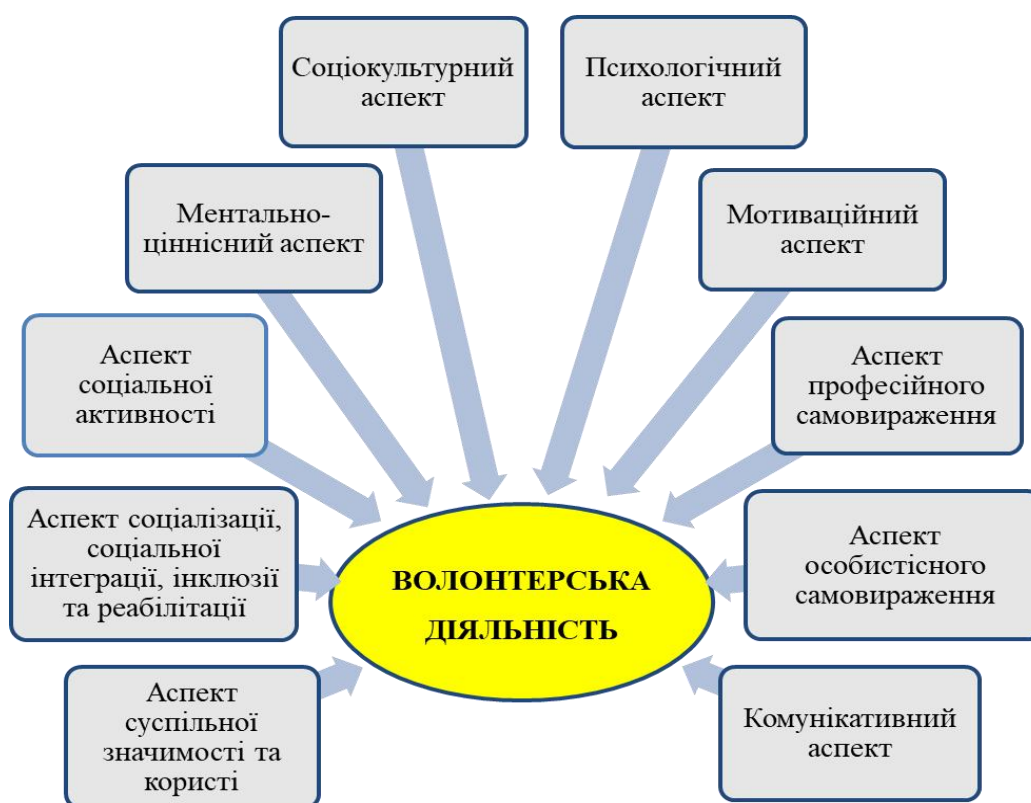 Соціокультурний
аспект
Психологічний
аспект
Ментально-
ціннісний аспект
Мотиваційний
аспект
Аспект
соціальної
активності
Аспект
професійного
самовираження
Аспект соціалізації,
соціальної
інтеграції, інклюзії
та реабілітації
ВОЛОНТЕРСЬКА
ДІЯЛЬНІСТЬ
Аспект
особистісного
самовираження
Аспект
суспільної
значимості та
користі
Комунікативний
аспект